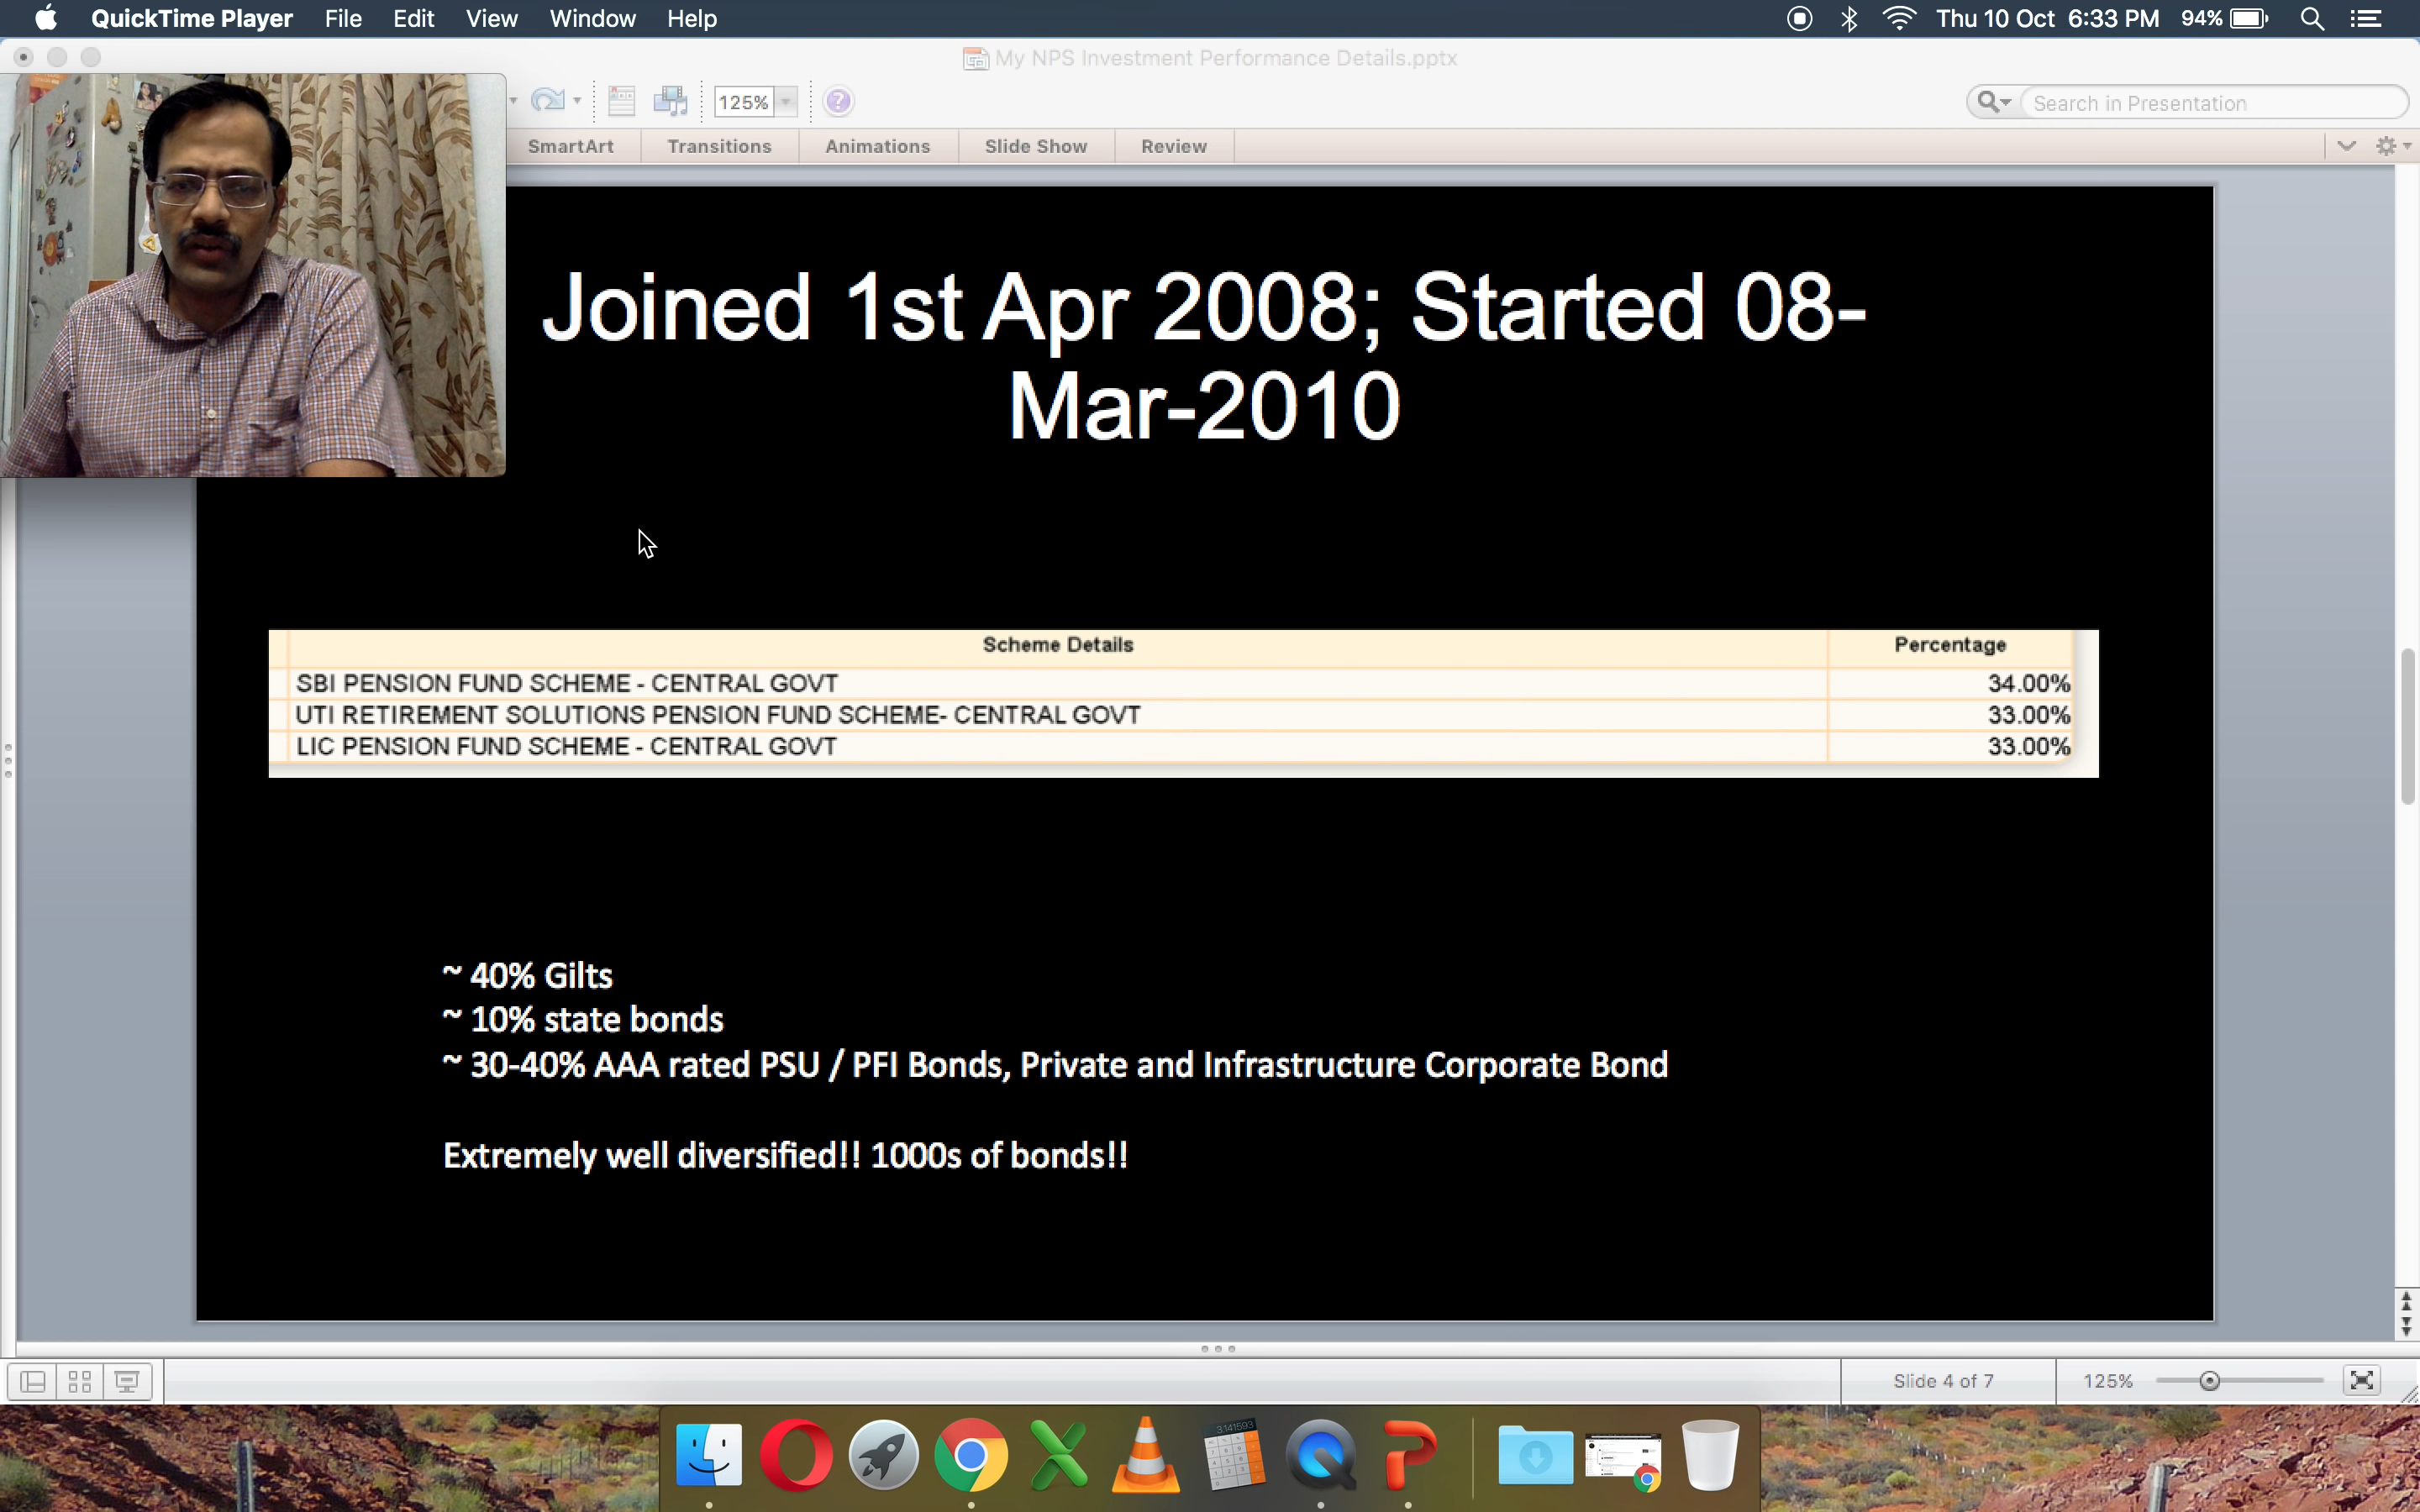 QuickTime Player File Edit View Window Help Thu 10 Oct 6:33 PM 94%
My NPS Investment Performance Details.pptx
125% ? Search in Presentation
SmartArt Transitions Animations Slide Show Review
Joined 1st Apr 2008; Started 08-
Mar-2010
Scheme Details Percentage
SBI PENSION FUND SCHEME - CENTRAL GOVT 34.00%
UTI RETIREMENT SOLUTIONS PENSION FUND SCHEME- CENTRAL GOVT 33.00%
LIC PENSION FUND SCHEME - CENTRAL GOVT 33.00%
~ 40% Gilts
~ 10% state bonds
~ 30-40% AAA rated PSU / PFI Bonds, Private and Infrastructure Corporate Bond
Extremely well diversified!! 1000s of bonds!!
Slide 4 of 7 125%
3.141593